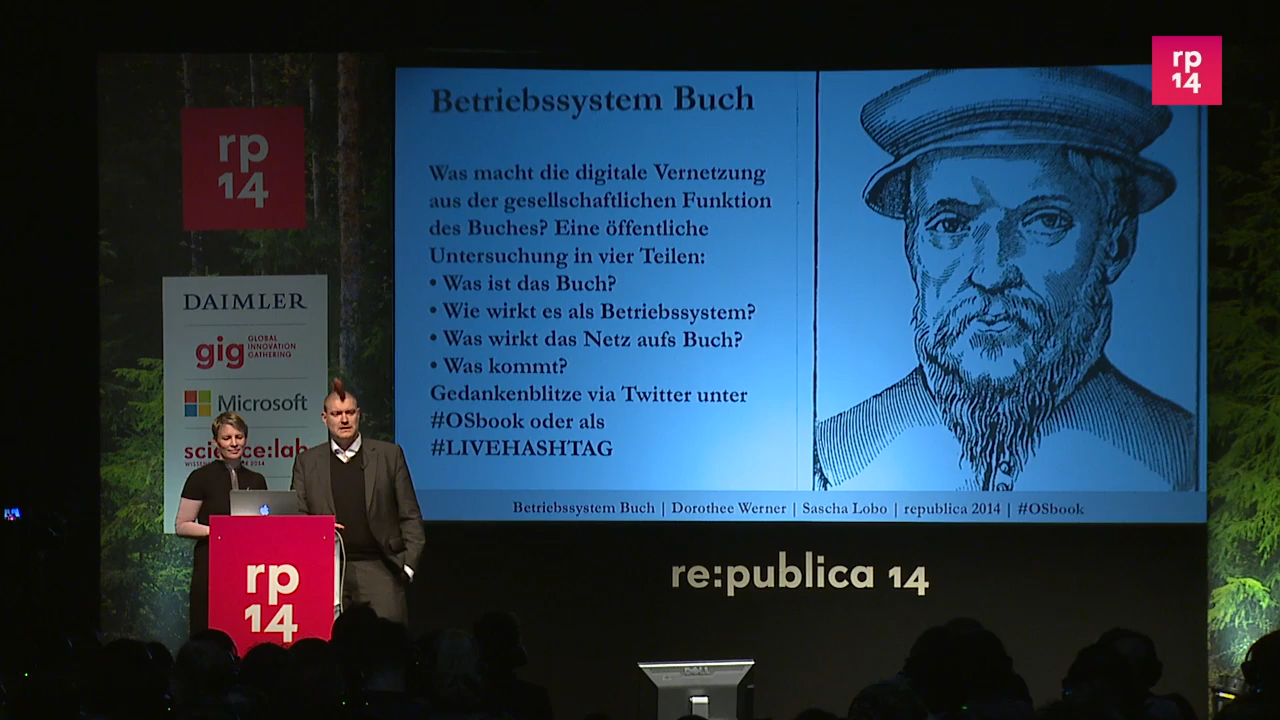 rp
14
rp
14
DAIMLER
gig GLOBAL
INNOVATION
GATHERING
Microsoft
science:lab
Betriebssystem Buch
Was macht die digitale Vernetzung
aus der gesellschaftlichen Funktion
des Buches? Eine öffentliche
Untersuchung in vier Teilen:
• Was ist das Buch?
• Wie wirkt es als Betriebssystem?
• Was wirkt das Netz aufs Buch?
• Was kommt?
Gedankenblitze via Twitter unter
#OSbook oder als
#LIVEHASHTAG
Betriebssystem Buch | Dorothee Werner | Sascha Lobo | republica 2014 | #OSbook
re:publica 14
rp
14
DELL